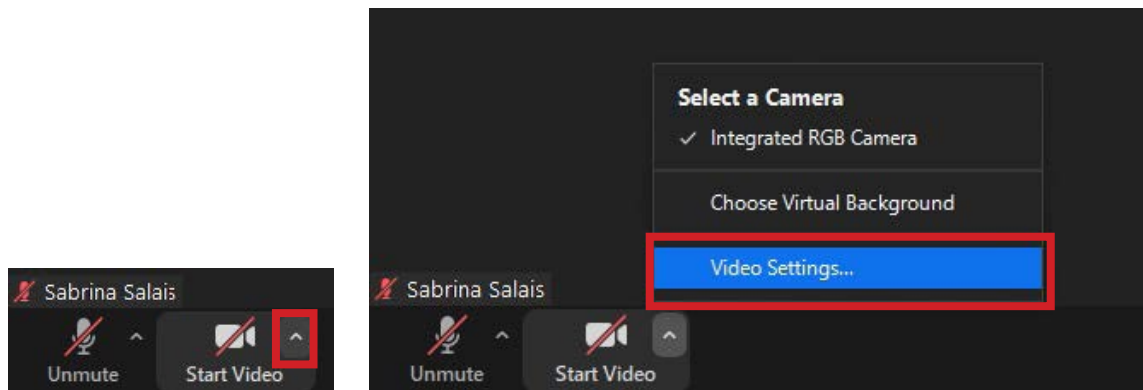 Sabrina Salais
Unmute
Start Video
Select a Camera
Integrated RGB Camera
Choose Virtual Background
Video Settings...
Sabrina Salais
Unmute
Start Video